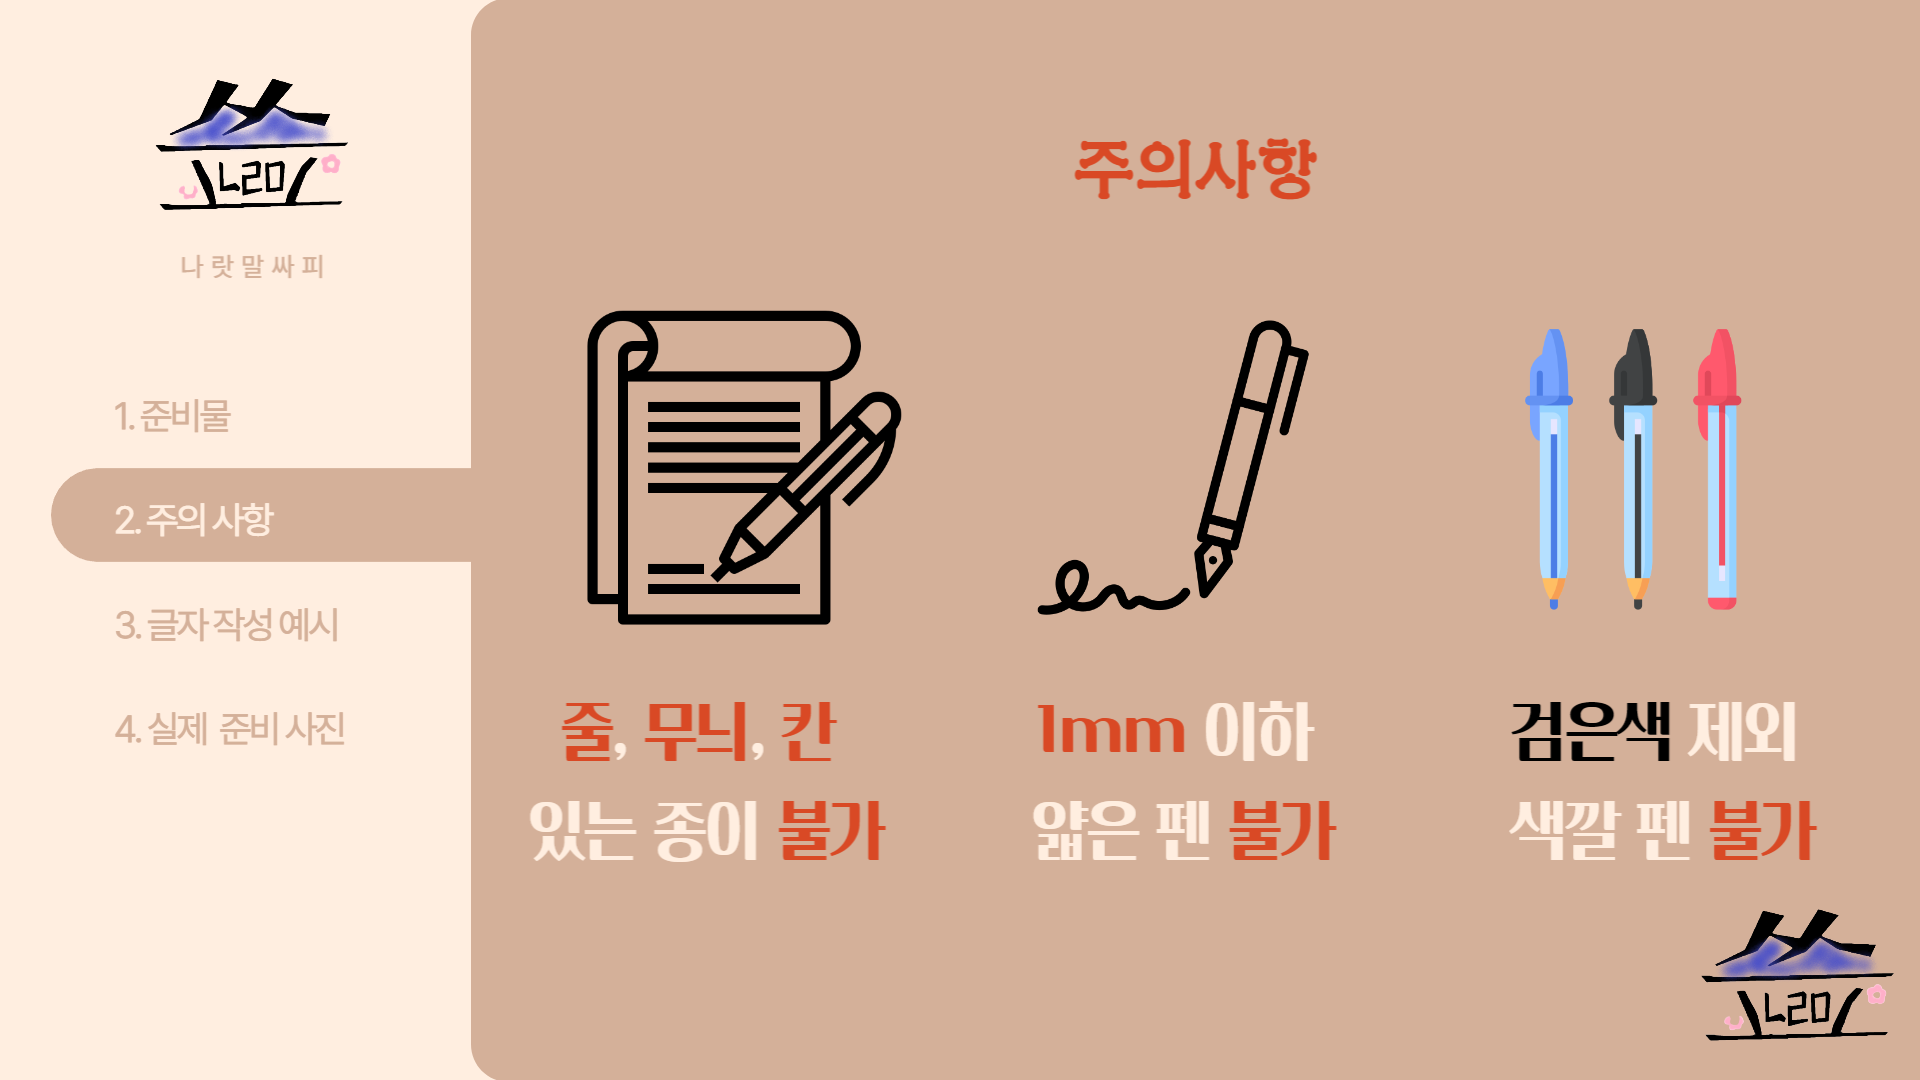 나랏말싸피
1. 준비물
2. 주의 사항
3. 글자 작성 예시
4. 실제 준비 사진
주의사항
줄, 무늬, 칸
있는 종이 불가
1mm 이하
얇은 펜 불가
검은색 제외
색깔 펜 불가